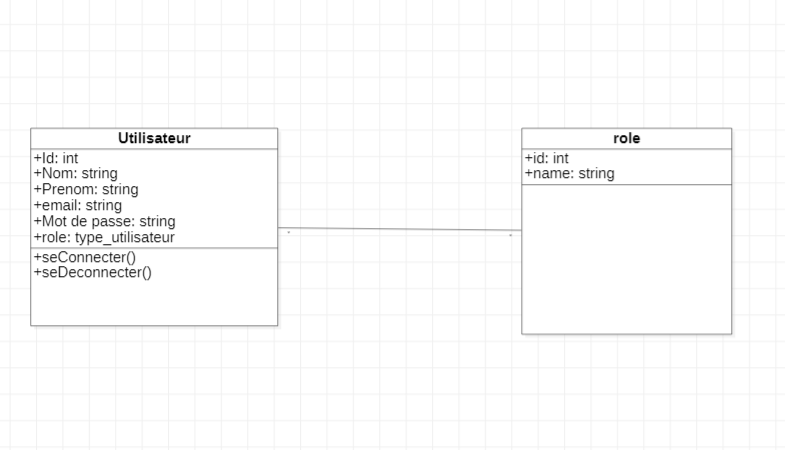 Utilisateur
+Id: int
+Nom: string
+Prenom: string
+email: string
+Mot de passe: string
+role: type_utilisateur
+seConnecter()
+seDeconnecter()
*
*
role
+id: int
+name: string